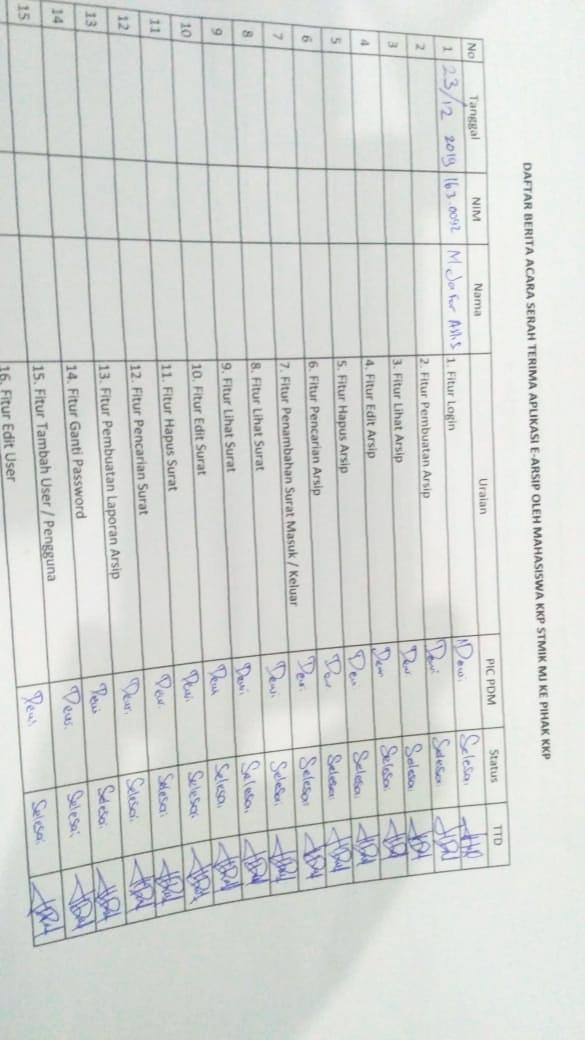 DAFTAR BERITA ACARA SERAH TERIMA APLIKASI E-ARSIP OLEH MAHASISWA KKP STMIK MJ KE PIHAK KKP
No Tanggal NIM Nama Uraian PIC PDM Status TTD
1 23/12 2019 163.0092 M Jafar 1. Fitur Login Dewi Selesai
2 2. Fitur Pembuatan Arsip Dewi Selesai
3 3. Fitur Lihat Arsip Dewi Selesai
4 4. Fitur Edit Arsip Dewi Selesai
5 5. Fitur Hapus Arsip Dewi Selesai
6 6. Fitur Pencarian Arsip Dewi Selesai
7 7. Fitur Penambahan Surat Masuk / Keluar Dewi Selesai
8 8. Fitur Lihat Surat Dewi Selesai
9 9. Fitur Lihat Surat Dewi Selesai
10 10. Fitur Edit Surat Dewi Selesai
11 11. Fitur Hapus Surat Dewi Selesai
12 12. Fitur Pencarian Surat Dewi Selesai
13 13. Fitur Pembuatan Laporan Arsip Dewi Selesai
14 14. Fitur Ganti Password Dewi Selesai
15 15. Fitur Tambah User / Pengguna Dewi Selesai
16. Fitur Edit User